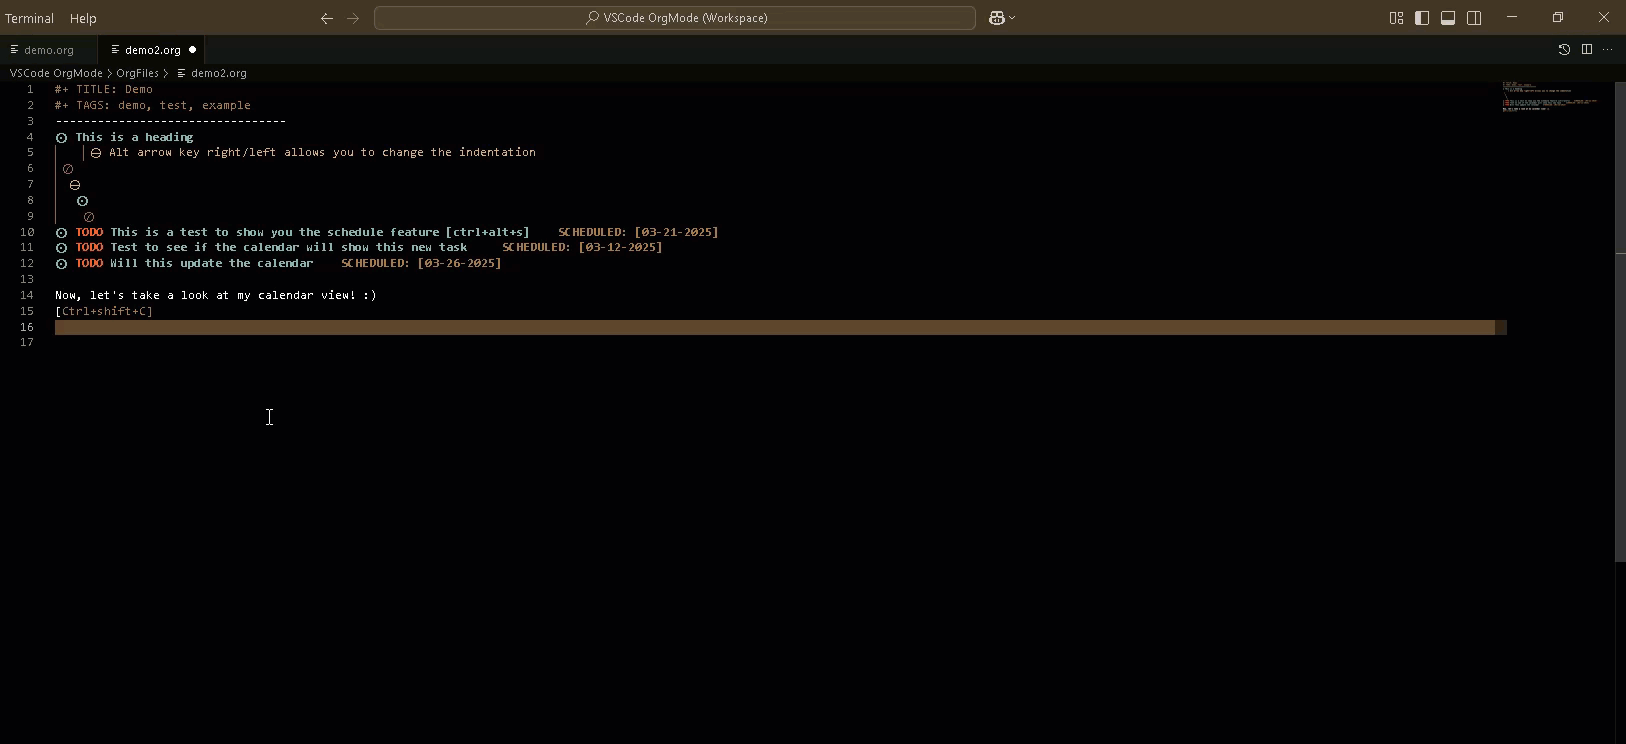 Terminal Help
VSCode OrgMode (Workspace)
demo.org demo2.org
VSCode OrgMode > OrgFiles > demo2.org
1 #+ TITLE: Demo
2 #+ TAGS: demo, test, example
3 ---------------------------------
4 ⊙ This is a heading
5 ⊖ Alt arrow key right/left allows you to change the indentation
6 ⊘
7 ⊖
8 ⊙
9 ⊘
10 ⊙ TODO This is a test to show you the schedule feature [ctrl+alt+s] SCHEDULED: [03-21-2025]
11 ⊙ TODO Test to see if the calendar will show this new task SCHEDULED: [03-12-2025]
12 ⊙ TODO Will this update the calendar SCHEDULED: [03-26-2025]
13
14 Now, let's take a look at my calendar view! :)
15 [Ctrl+shift+C]
16
17